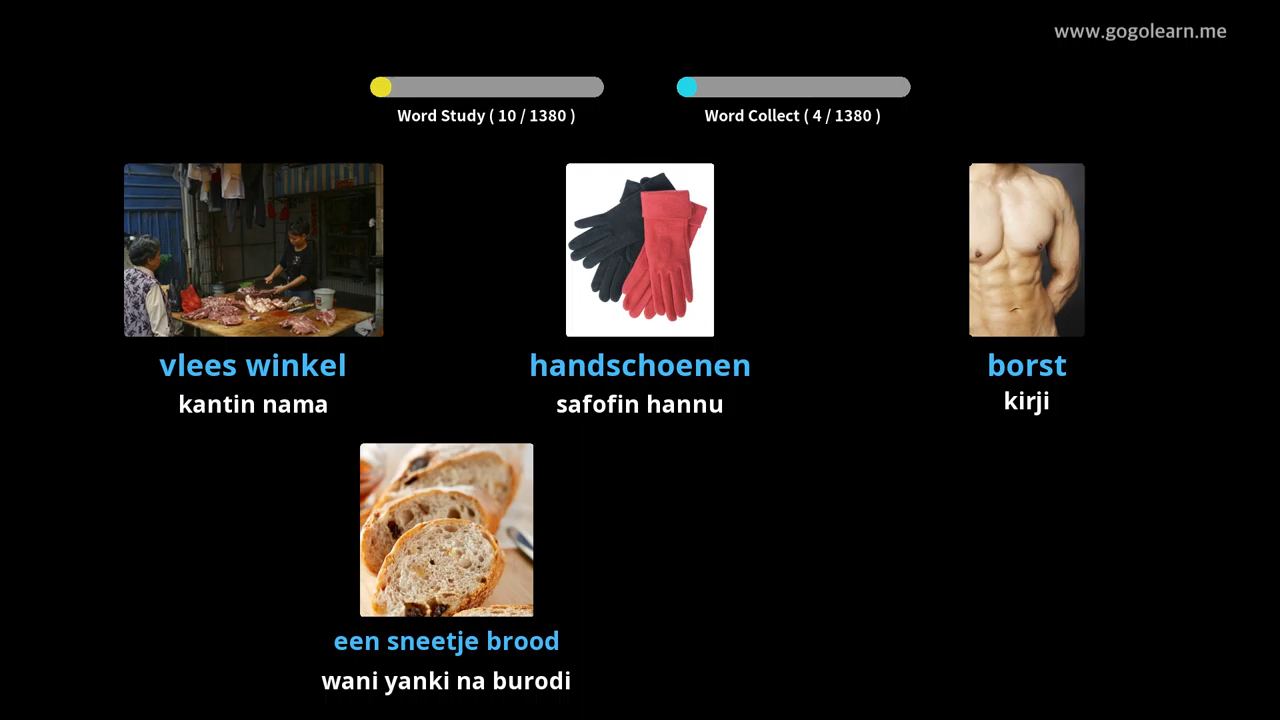 www.gogolearn.me
Word Study ( 10 / 1380 )
Word Collect ( 4 / 1380 )
vlees winkel
kantin nama
handschoenen
safofin hannu
borst
kirji
een sneetje brood
wani yanki na burodi